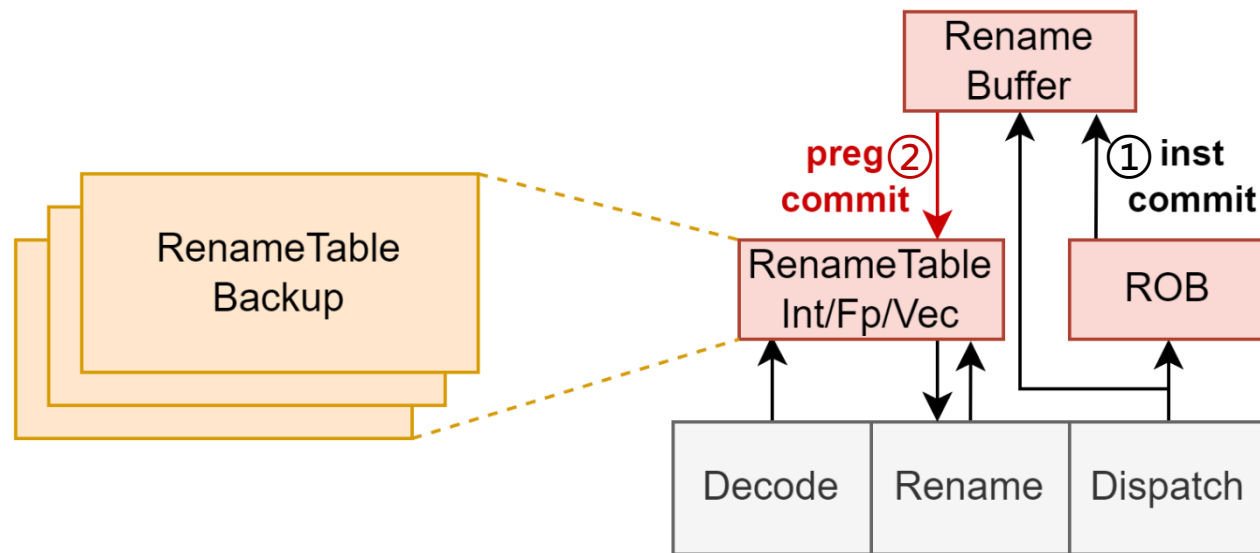 Rename
Buffer
preg ②
commit
① inst
commit
RenameTable
Backup
RenameTable
Int/Fp/Vec
ROB
Decode
Rename
Dispatch